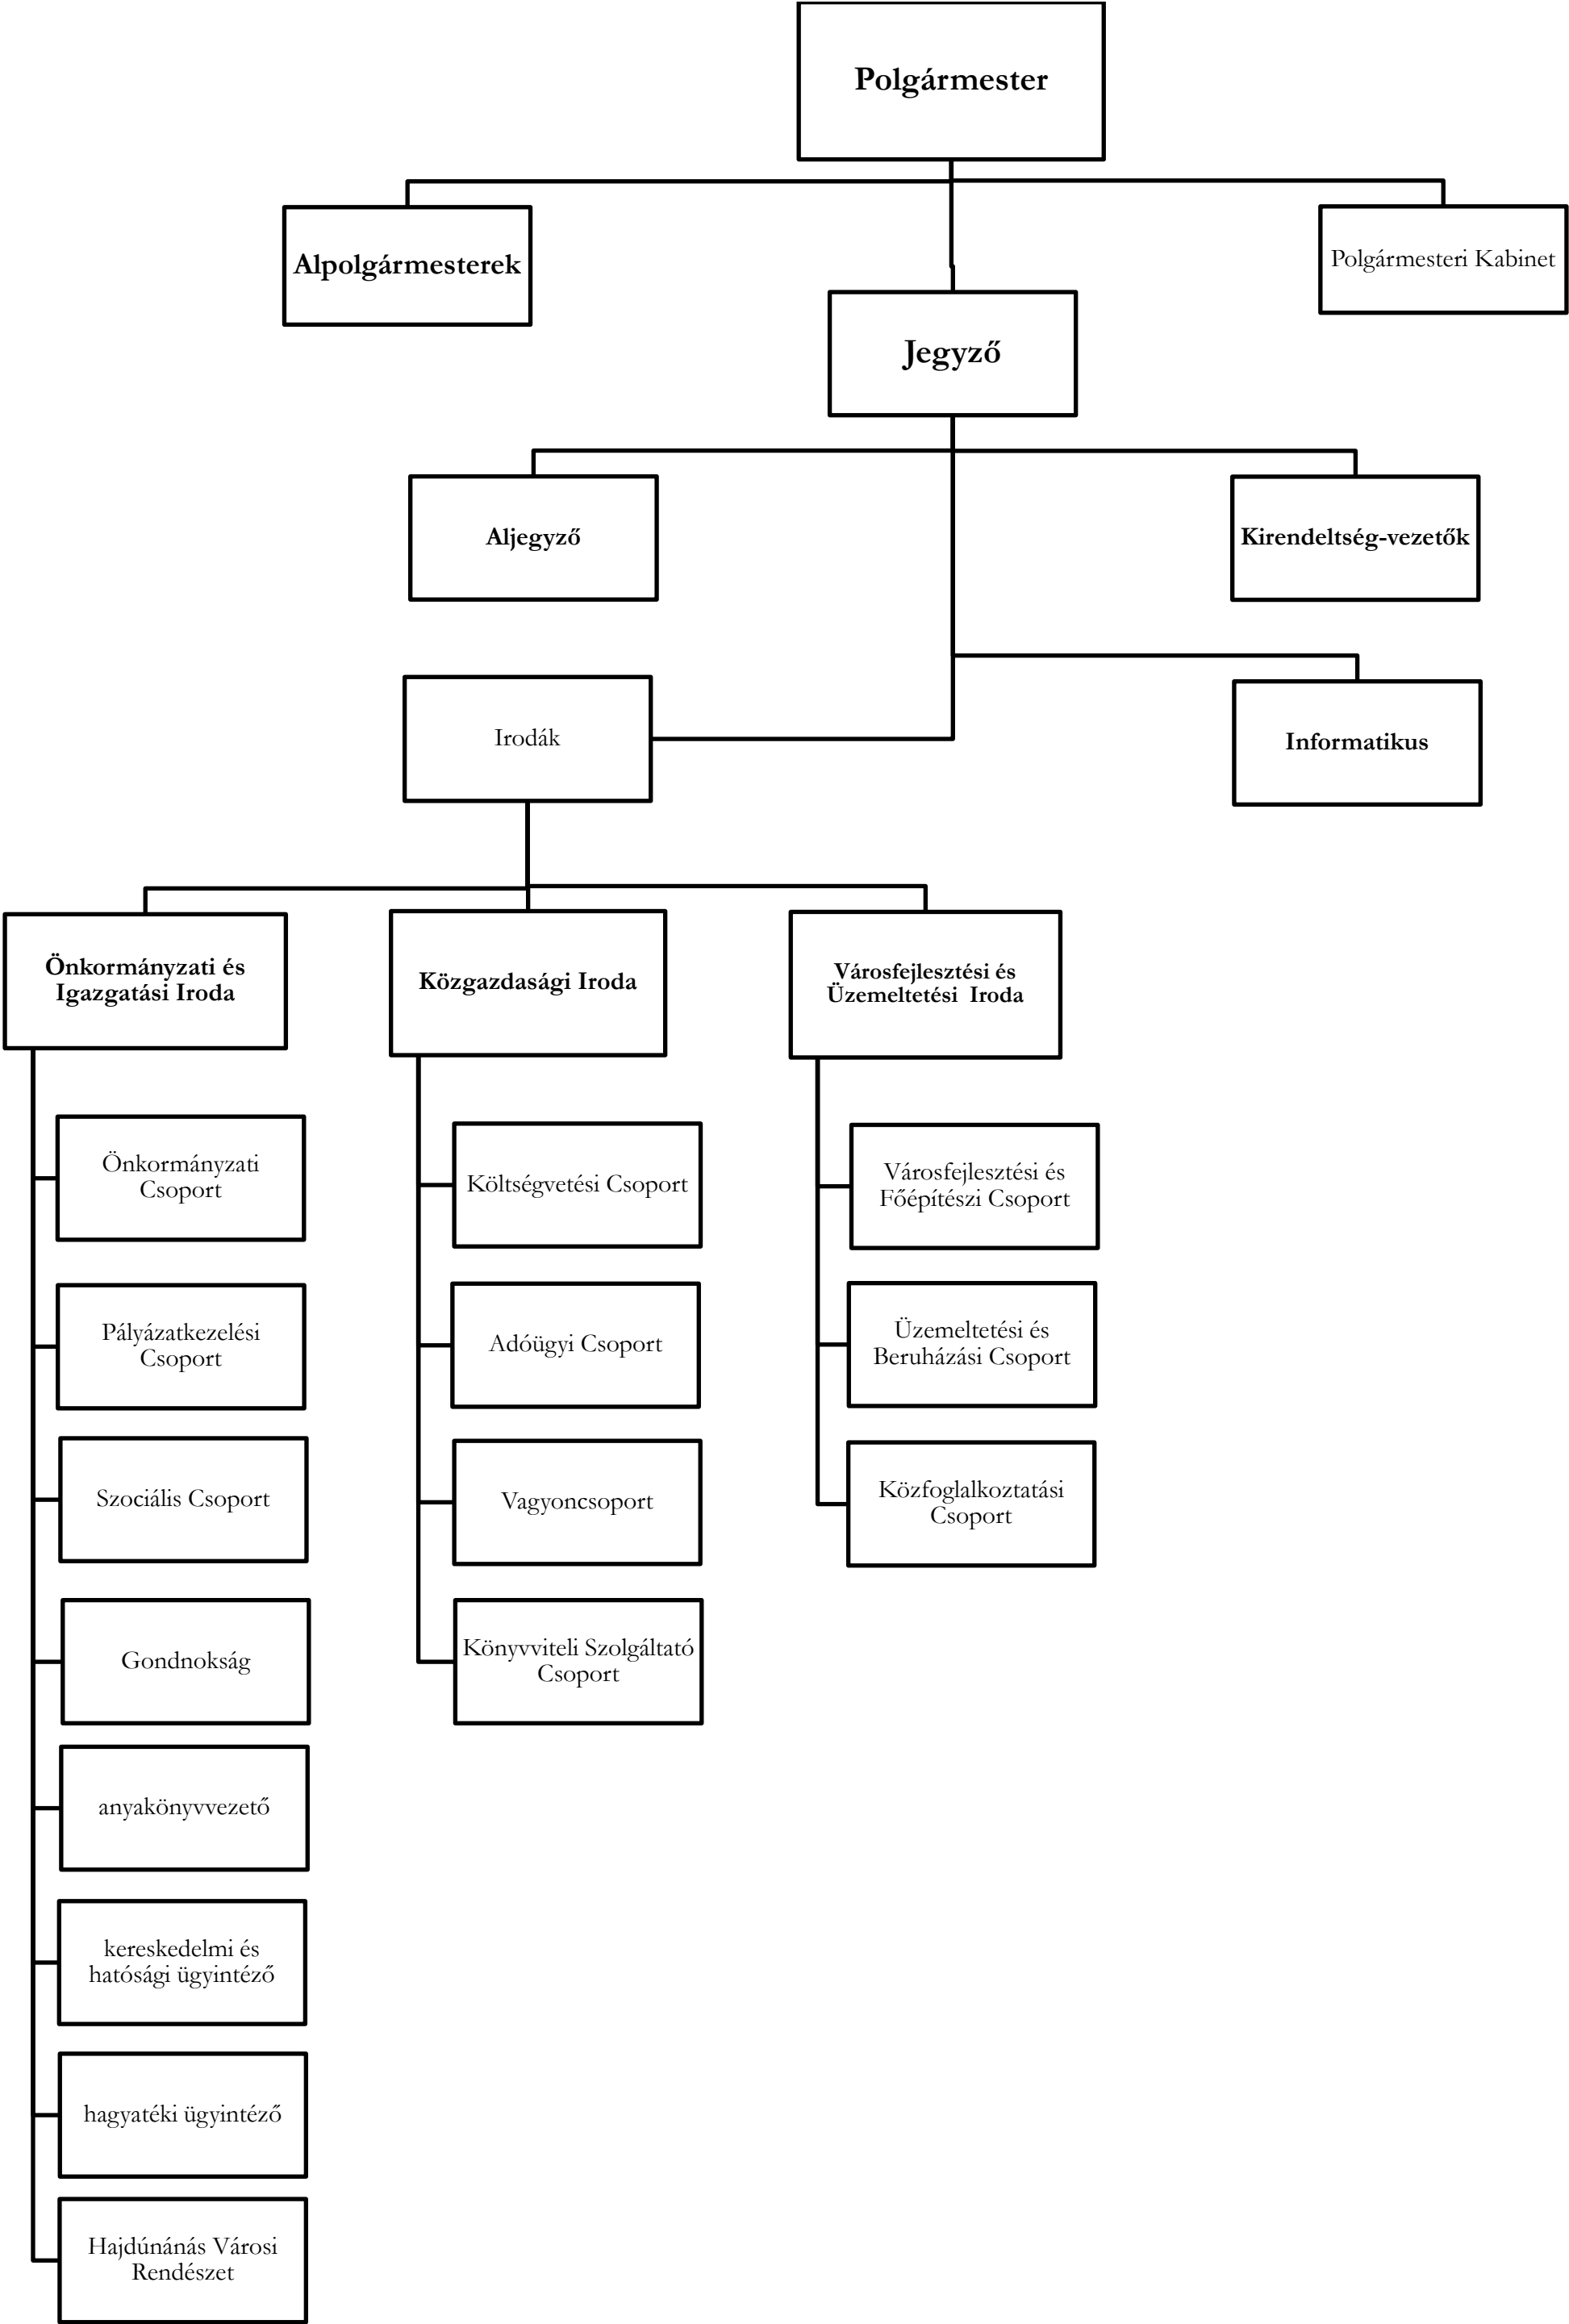 Polgármester
Alpolgármesterek
Polgármesteri Kabinet
Jegyző
Aljegyző
Kirendeltség-vezetők
Irodák
Informatikus
Önkormányzati és
Igazgatási Iroda
Közgazdasági Iroda
Városfejlesztési és
Üzemeltetési Iroda
Önkormányzati
Csoport
Pályázatkezelési
Csoport
Szociális Csoport
Gondnokság
anyakönyvvezető
kereskedelmi és
hatósági ügyintéző
hagyatéki ügyintéző
Hajdúnánás Városi
Rendészet
Költségvetési Csoport
Adóügyi Csoport
Vagyoncsoport
Könyvviteli Szolgáltató
Csoport
Városfejlesztési és
Főépítészi Csoport
Üzemeltetési és
Beruházási Csoport
Közfoglalkoztatási
Csoport